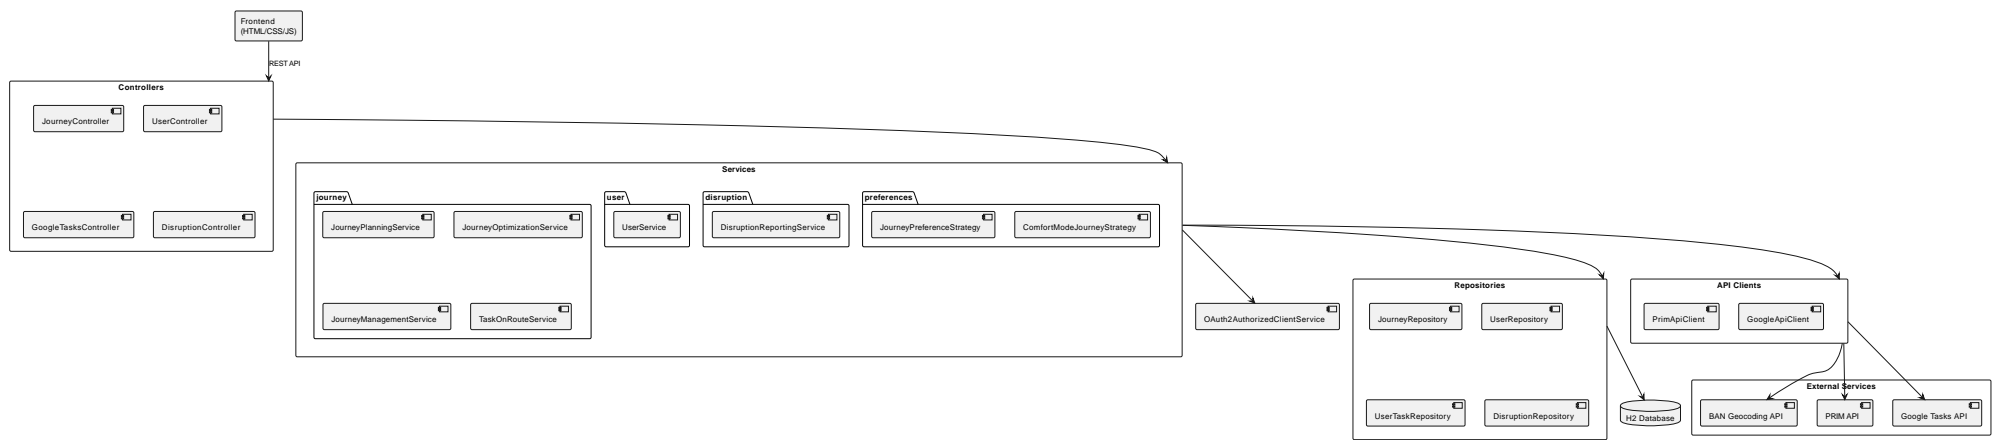 Frontend
(HTML/CSS/JS)
REST API
Controllers
JourneyController
UserController
GoogleTasksController
DisruptionController
Services
journey
JourneyPlanningService
JourneyOptimizationService
JourneyManagementService
TaskOnRouteService
user
UserService
disruption
DisruptionReportingService
preferences
JourneyPreferenceStrategy
ComfortModeJourneyStrategy
OAuth2AuthorizedClientService
Repositories
JourneyRepository
UserRepository
UserTaskRepository
DisruptionRepository
H2 Database
API Clients
PrimApiClient
GoogleApiClient
External Services
BAN Geocoding API
PRIM API
Google Tasks API